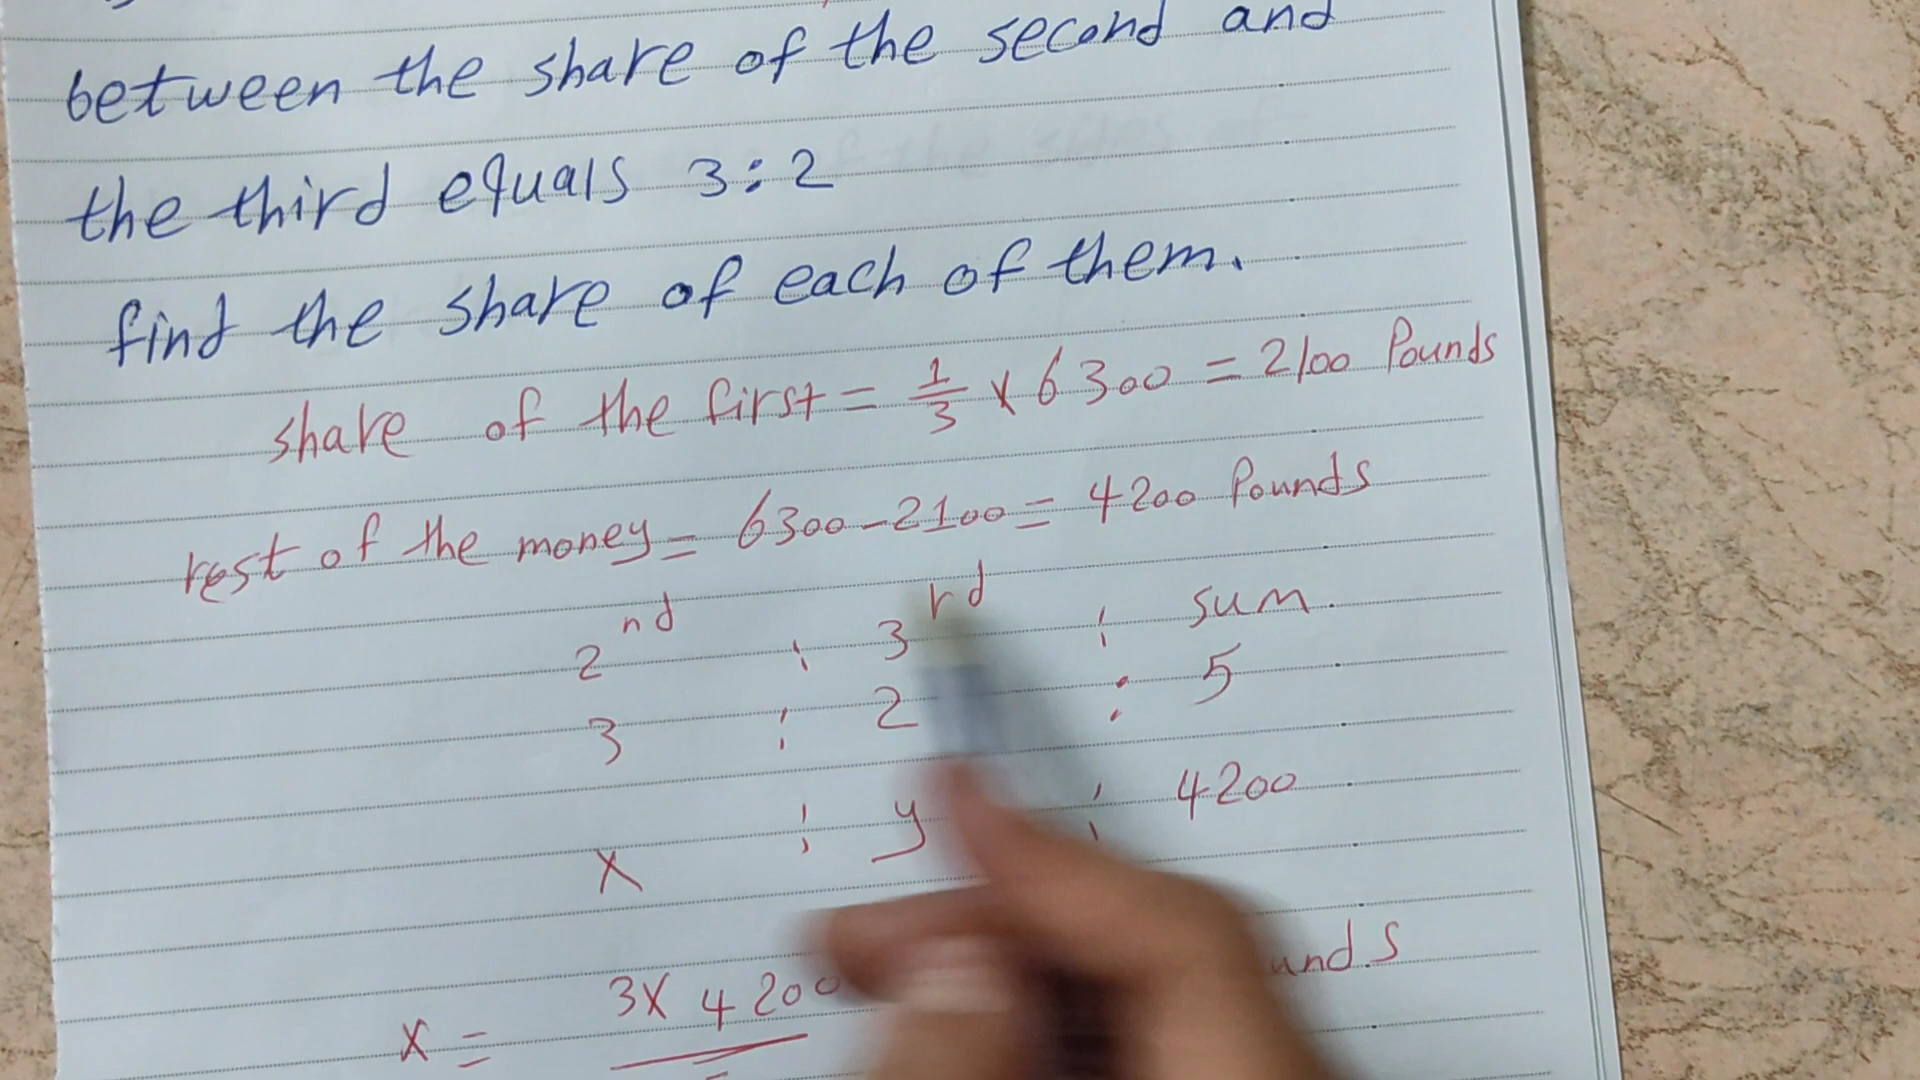 between the share of the second and
the third equals 3:2
find the share of each of them.
share of the first = 1/3 x 6300 = 2100 Pounds
rest of the money = 6300-2100 = 4200 Pounds
2nd : 3rd : sum
3 : 2 : 5
x : y : 4200
x = 3x 4200